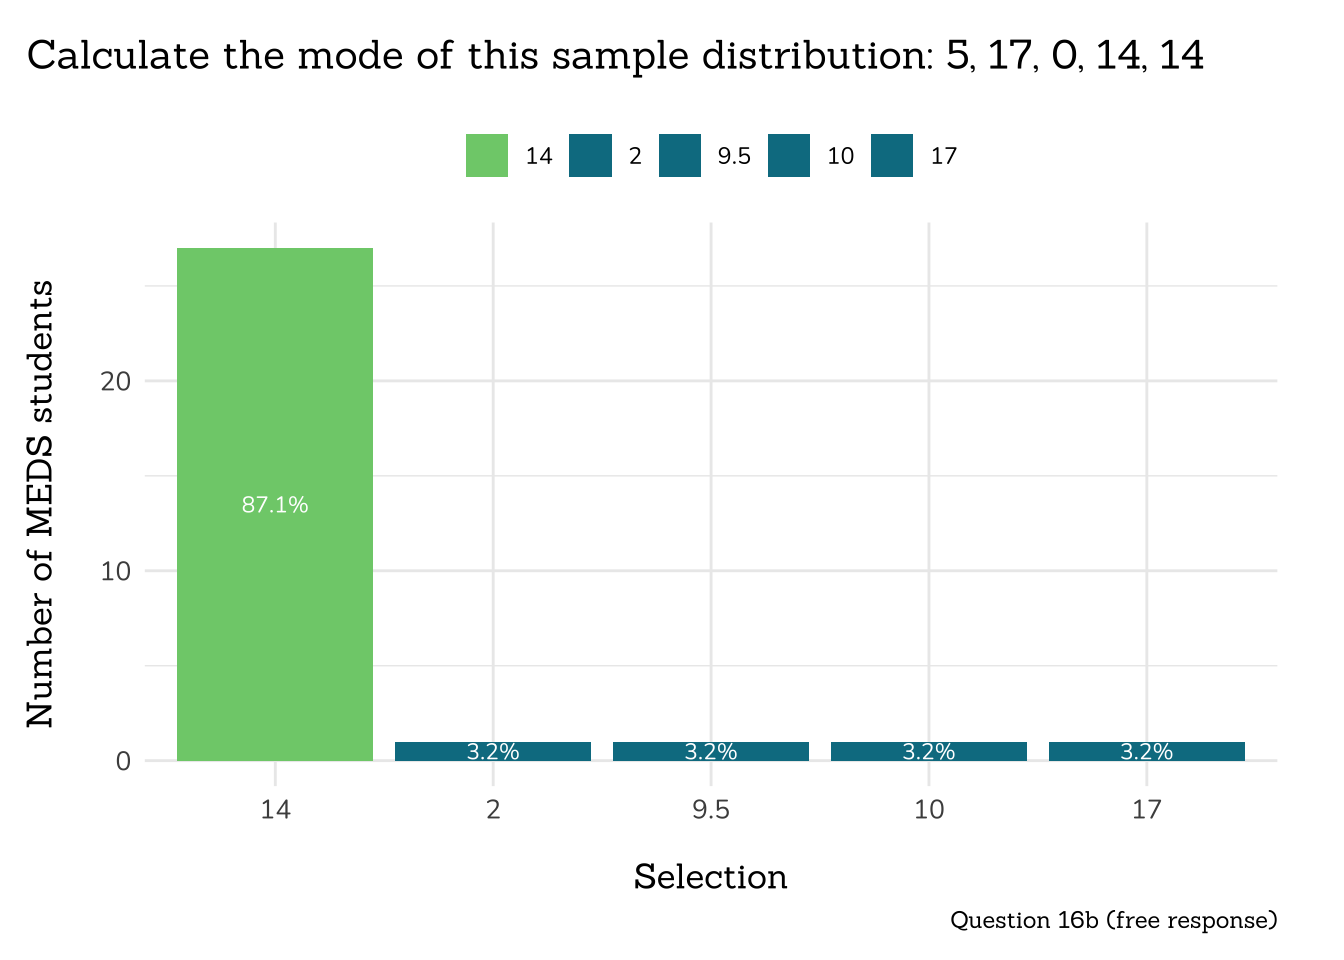 Calculate the mode of this sample distribution: 5, 17, 0, 14, 14
14 2 9.5 10 17
Number of MEDS students
20
10
0
87.1%
3.2% 3.2% 3.2% 3.2%
14 2 9.5 10 17
Selection
Question 16b (free response)